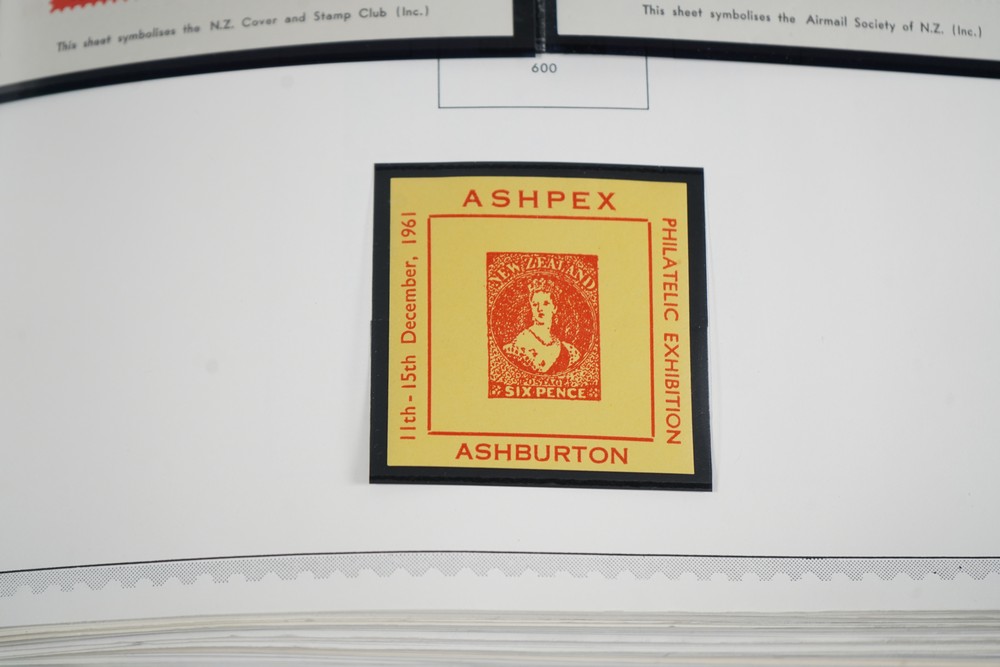 This sheet symbolises the N.Z. Cover and Stamp Club (Inc.)
This sheet symbolises the Airmail Society of N.Z. (Inc.)
600
ASHPEX
11th - 15th December, 1961
PHILATELIC EXHIBITION
NEW ZEALAND
POSTAGE
SIX PENCE
ASHBURTON